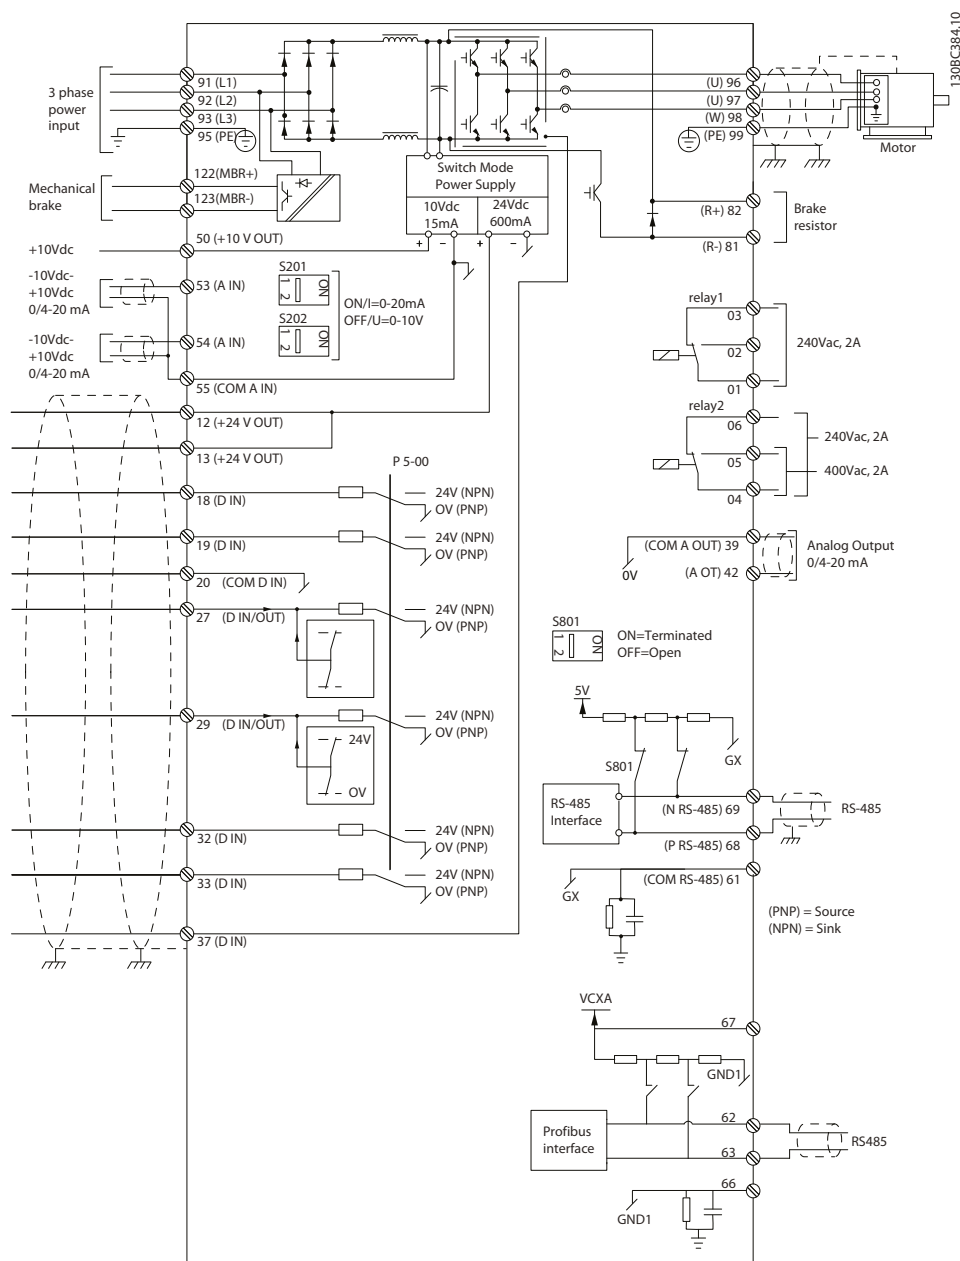 130BC384.10
3 phase
power
input
91 (L1)
92 (L2)
93 (L3)
95 (PE)
(U) 96
(U) 97
(W) 98
(PE) 99
Motor
Switch Mode
Power Supply
10Vdc
15mA
24Vdc
600mA
+
-
+
-
Mechanical
brake
122(MBR+)
123(MBR-)
(R+) 82
(R-) 81
Brake
resistor
+10Vdc
50 (+10 V OUT)
-10Vdc-
+10Vdc
0/4-20 mA
53 (A IN)
S201
1 2
ON
S202
1 2
ON
ON/I=0-20mA
OFF/U=0-10V
-10Vdc-
+10Vdc
0/4-20 mA
54 (A IN)
55 (COM A IN)
12 (+24 V OUT)
13 (+24 V OUT)
relay1
03
02
01
240Vac, 2A
relay2
06
05
04
240Vac, 2A
400Vac, 2A
P 5-00
18 (D IN)
24V (NPN)
OV (PNP)
19 (D IN)
24V (NPN)
OV (PNP)
20 (COM D IN)
27 (D IN/OUT)
24V (NPN)
OV (PNP)
29 (D IN/OUT)
24V (NPN)
OV (PNP)
24V
OV
32 (D IN)
24V (NPN)
OV (PNP)
33 (D IN)
24V (NPN)
OV (PNP)
37 (D IN)
(COM A OUT) 39
0V
(A OT) 42
Analog Output
0/4-20 mA
S801
1 2
ON
ON=Terminated
OFF=Open
5V
GX
S801
RS-485
Interface
(N RS-485) 69
(P RS-485) 68
RS-485
(COM RS-485) 61
GX
(PNP) = Source
(NPN) = Sink
VCXA
67
GND1
Profibus
interface
62
63
RS485
66
GND1